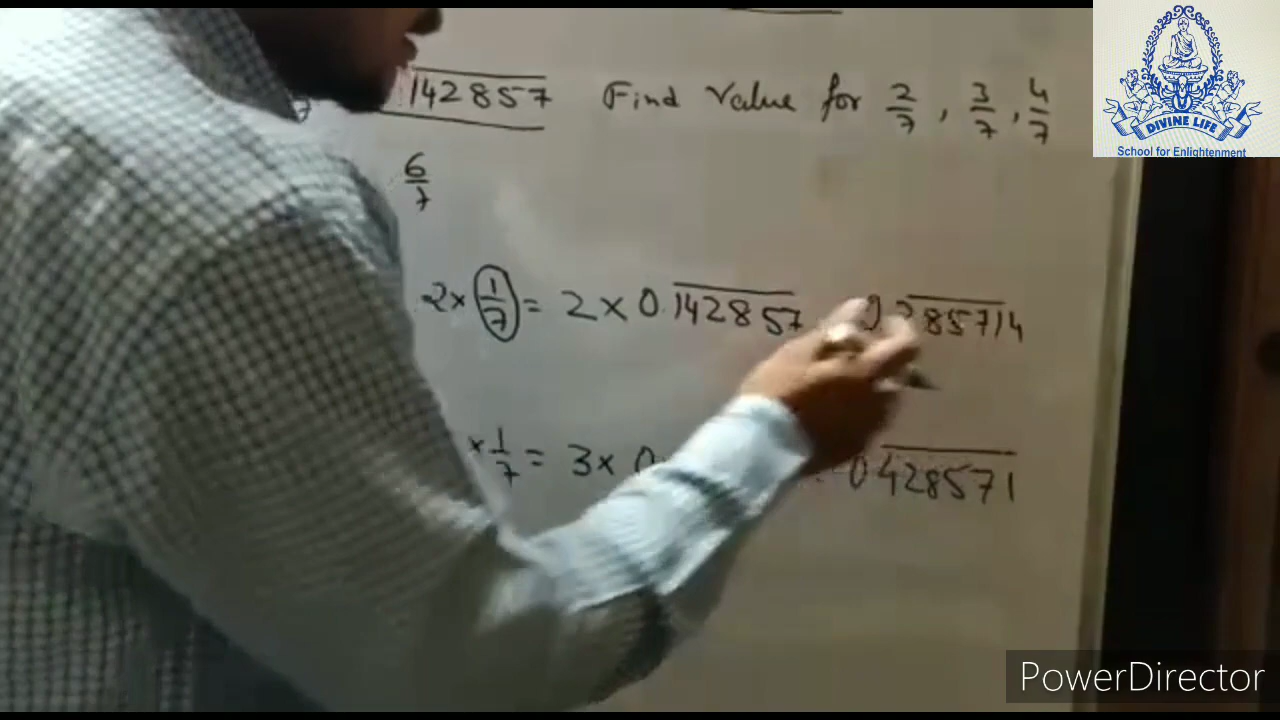 .142857 Find Value for 2/7, 3/7, 4/7
6/7
2 × 1/7 = 2 × 0.142857 0.285714
× 1/7 = 3 × 0 0.428571
DIVINE LIFE
School for Enlightenment
PowerDirector